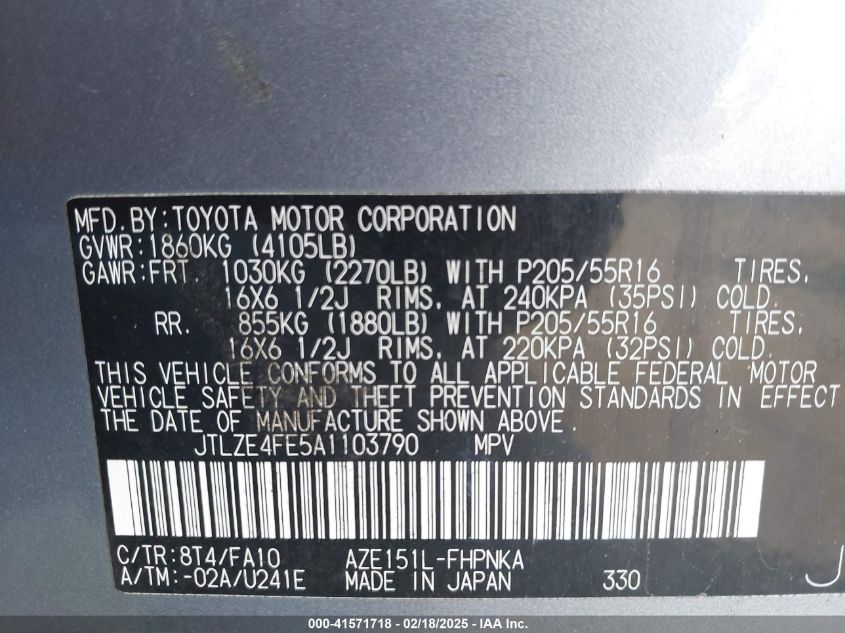 MFD.BY:TOYOTA MOTOR CORPORATION
GVWR:1860KG (4105LB)
GAWR:FRT. 1030KG (2270LB) WITH P205/55R16 TIRES,
16X6 1/2J RIMS, AT 240KPA (35PSI) COLD.
RR. 855KG (1880LB) WITH P205/55R16 TIRES,
16X6 1/2J RIMS, AT 220KPA (32PSI) COLD.
THIS VEHICLE CONFORMS TO ALL APPLICABLE FEDERAL MOTOR
VEHICLE SAFETY AND THEFT PREVENTION STANDARDS IN EFFECT
THE DATE OF MANUFACTURE SHOWN ABOVE.
JTLZE4FE5A1103790 MPV
C/TR:8T4/FA10 AZE151L-FHPNKA
A/TM:-02A/U241E MADE IN JAPAN 330 J
000-41571718 - 02/18/2025 - Copyright © IAA, Inc.